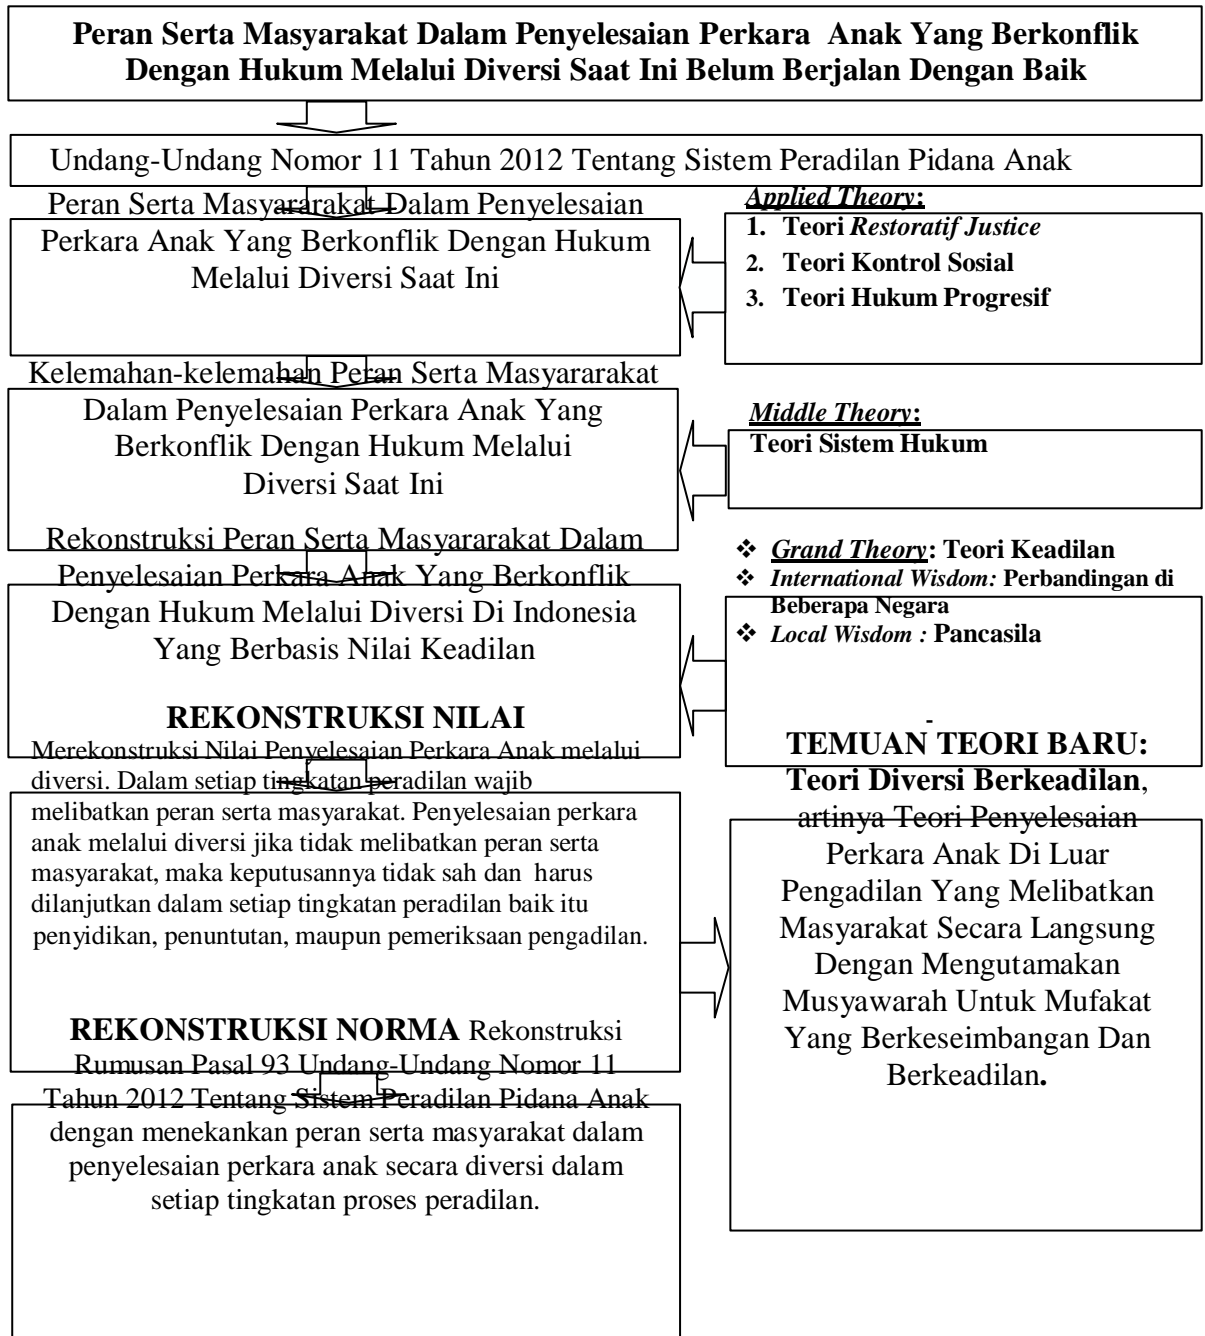 Peran Serta Masyarakat Dalam Penyelesaian Perkara Anak Yang Berkonflik
Dengan Hukum Melalui Diversi Saat Ini Belum Berjalan Dengan Baik
Undang-Undang Nomor 11 Tahun 2012 Tentang Sistem Peradilan Pidana Anak
Peran Serta Masyararakat Dalam Penyelesaian
Perkara Anak Yang Berkonflik Dengan Hukum
Melalui Diversi Saat Ini
Applied Theory:
1. Teori Restoratif Justice
2. Teori Kontrol Sosial
3. Teori Hukum Progresif
Kelemahan-kelemahan Peran Serta Masyararakat
Dalam Penyelesaian Perkara Anak Yang
Berkonflik Dengan Hukum Melalui
Diversi Saat Ini
Middle Theory:
Teori Sistem Hukum
Rekonstruksi Peran Serta Masyararakat Dalam
Penyelesaian Perkara Anak Yang Berkonflik
Dengan Hukum Melalui Diversi Di Indonesia
Yang Berbasis Nilai Keadilan
❖ Grand Theory: Teori Keadilan
❖ International Wisdom: Perbandingan di
Beberapa Negara
❖ Local Wisdom : Pancasila
REKONSTRUKSI NILAI
Merekonstruksi Nilai Penyelesaian Perkara Anak melalui
diversi. Dalam setiap tingkatan peradilan wajib
melibatkan peran serta masyarakat. Penyelesaian perkara
anak melalui diversi jika tidak melibatkan peran serta
masyarakat, maka keputusannya tidak sah dan harus
dilanjutkan dalam setiap tingkatan peradilan baik itu
penyidikan, penuntutan, maupun pemeriksaan pengadilan.
REKONSTRUKSI NORMA Rekonstruksi
Rumusan Pasal 93 Undang-Undang Nomor 11
Tahun 2012 Tentang Sistem Peradilan Pidana Anak
dengan menekankan peran serta masyarakat dalam
penyelesaian perkara anak secara diversi dalam
setiap tingkatan proses peradilan.
-
TEMUAN TEORI BARU:
Teori Diversi Berkeadilan,
artinya Teori Penyelesaian
Perkara Anak Di Luar
Pengadilan Yang Melibatkan
Masyarakat Secara Langsung
Dengan Mengutamakan
Musyawarah Untuk Mufakat
Yang Berkeseimbangan Dan
Berkeadilan.